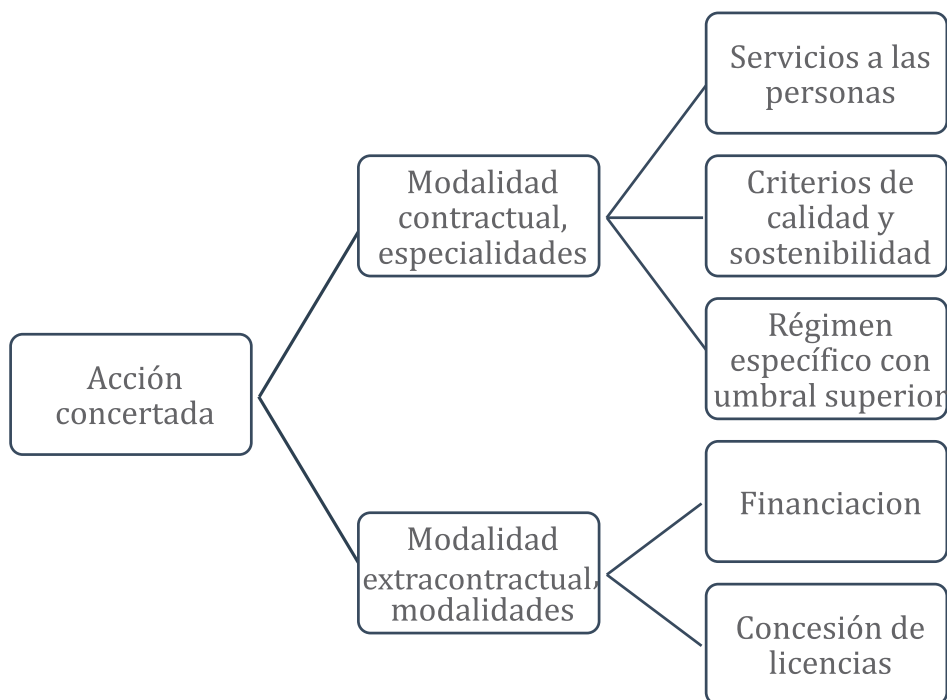 Acción
concertada
Modalidad
contractual,
especialidades
Servicios a las
personas
Criterios de
calidad y
sostenibilidad
Régimen
específico con
umbral superior
Modalidad
extracontractual,
modalidades
Financiacion
Concesión de
licencias